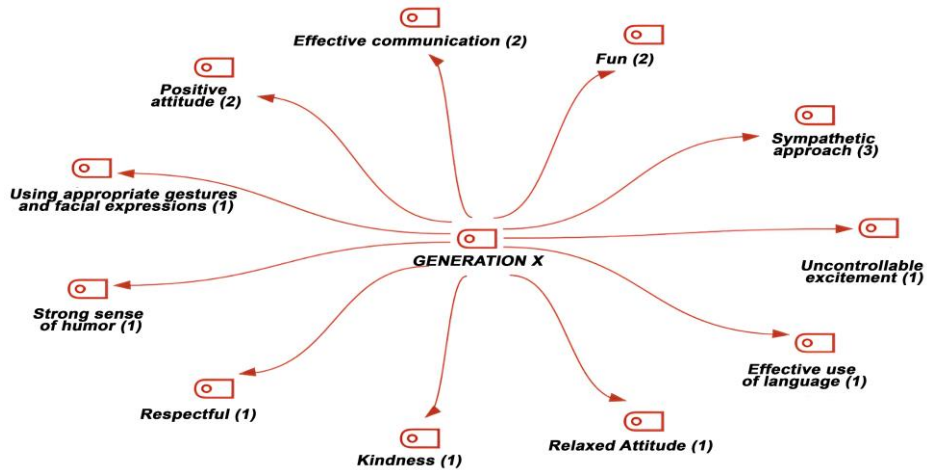 Effective communication (2)
Fun (2)
Positive
attitude (2)
Sympathetic
approach (3)
Using appropriate gestures
and facial expressions (1)
GENERATION X
Uncontrollable
excitement (1)
Strong sense
of humor (1)
Effective use
of language (1)
Respectful (1)
Relaxed Attitude (1)
Kindness (1)